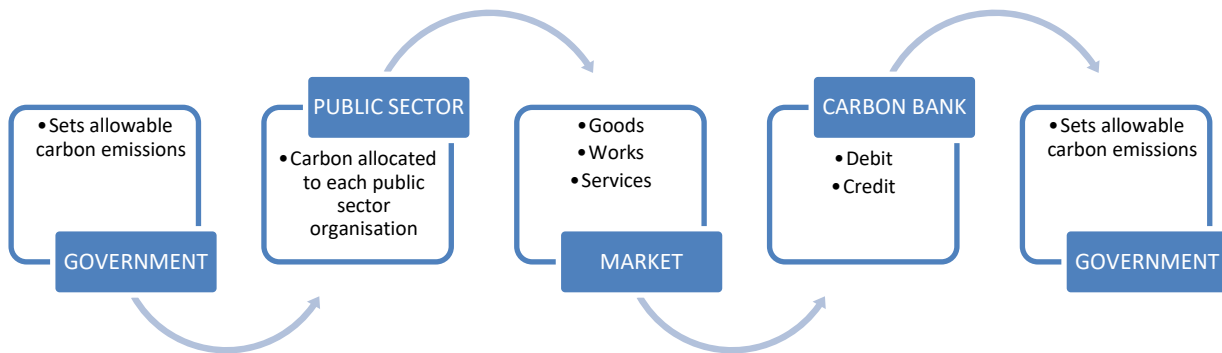 •Sets allowable
carbon emissions
GOVERNMENT
PUBLIC SECTOR
•Carbon allocated
to each public
sector
organisation
•Goods
•Works
•Services
MARKET
CARBON BANK
•Debit
•Credit
•Sets allowable
carbon emissions
GOVERNMENT